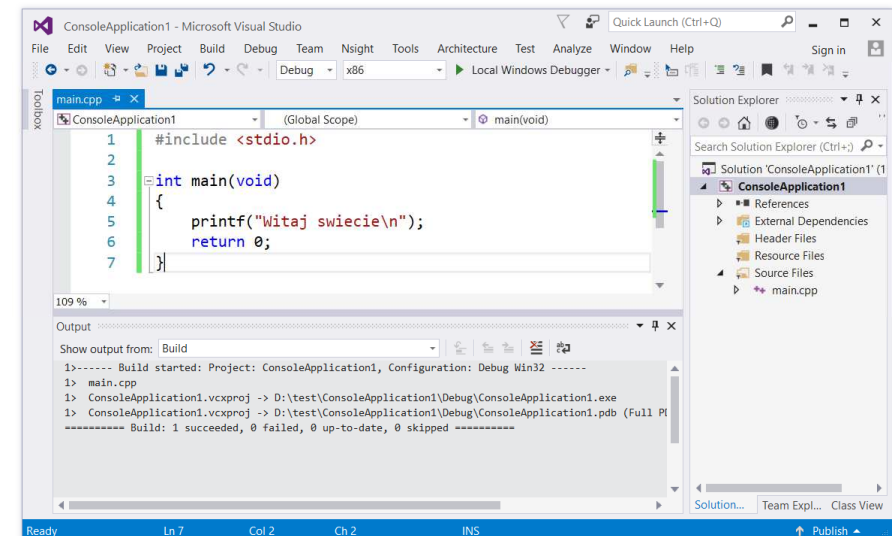 ConsoleApplication1 - Microsoft Visual Studio
Quick Launch (Ctrl+Q)
File Edit View Project Build Debug Team Nsight Tools Architecture Test Analyze Window Help Sign in
Debug x86 Local Windows Debugger
Toolbox
main.cpp
ConsoleApplication1 (Global Scope) main(void)
1 #include <stdio.h>
2
3 int main(void)
4 {
5 printf("Witaj swiecie\n");
6 return 0;
7 }
109 %
Output
Show output from: Build
1>------ Build started: Project: ConsoleApplication1, Configuration: Debug Win32 ------
1> main.cpp
1> ConsoleApplication1.vcxproj -> D:\test\ConsoleApplication1\Debug\ConsoleApplication1.exe
1> ConsoleApplication1.vcxproj -> D:\test\ConsoleApplication1\Debug\ConsoleApplication1.pdb (Full
========== Build: 1 succeeded, 0 failed, 0 up-to-date, 0 skipped ==========
Solution Explorer
Search Solution Explorer (Ctrl+;)
Solution 'ConsoleApplication1' (1
ConsoleApplication1
References
External Dependencies
Header Files
Resource Files
Source Files
main.cpp
Solution... Team Expl... Class View
Ready Ln 7 Col 2 Ch 2 INS Publish